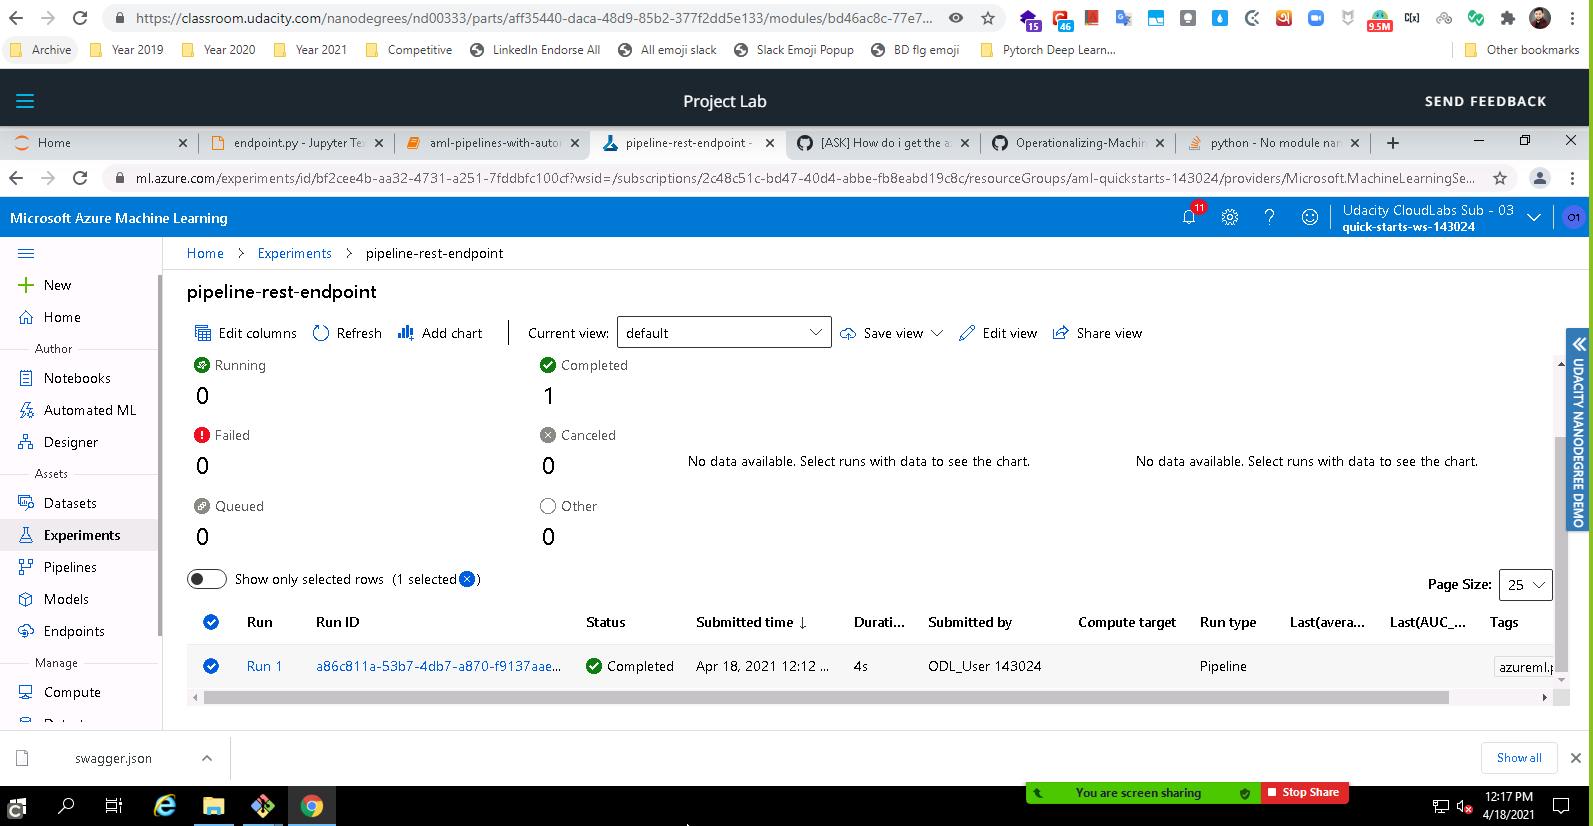 https://classroom.udacity.com/nanodegrees/nd00333/parts/aff35440-daca-48d9-85b2-377f2dd5e133/modules/bd46ac8c-77e7...
15
46
9.5M
C[x]
Archive
Year 2019
Year 2020
Year 2021
Competitive
LinkedIn Endorse All
All emoji slack
Slack Emoji Popup
BD flg emoji
Pytorch Deep Learn...
Other bookmarks
Project Lab
SEND FEEDBACK
Home
endpoint.py - Jupyter Te
aml-pipelines-with-auto
pipeline-rest-endpoint -
[ASK] How do i get the a
Operationalizing-Machin
python - No module nam
ml.azure.com/experiments/id/bf2cee4b-aa32-4731-a251-7fddbfc100cf?wsid=/subscriptions/2c48c51c-bd47-40d4-abbe-fb8eabd19c8c/resourceGroups/aml-quickstarts-143024/providers/Microsoft.MachineLearningSe...
Microsoft Azure Machine Learning
11
Udacity CloudLabs Sub - 03
quick-starts-ws-143024
O1
Home > Experiments > pipeline-rest-endpoint
New
Home
Author
Notebooks
Automated ML
Designer
Assets
Datasets
Experiments
Pipelines
Models
Endpoints
Manage
Compute
pipeline-rest-endpoint
Edit columns
Refresh
Add chart
Current view:
default
Save view
Edit view
Share view
Running
0
Completed
1
Failed
0
Canceled
0
Queued
0
Other
0
No data available. Select runs with data to see the chart.
No data available. Select runs with data to see the chart.
UDACITY NANODEGREE DEMO
Show only selected rows (1 selected )
Page Size:
25
Run Run ID Status Submitted time ↓ Durati... Submitted by Compute target Run type Last(avera... Last(AUC_... Tags
Run 1 a86c811a-53b7-4db7-a870-f9137aae... Completed Apr 18, 2021 12:12 ... 4s ODL_User 143024 Pipeline azureml.p
swagger.json
Show all
You are screen sharing
Stop Share
12:17 PM
4/18/2021